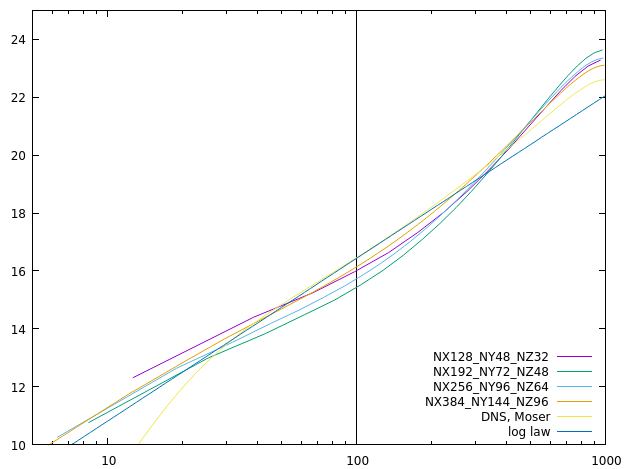 24
22
20
18
16
14
12
10
NX128_NY48_NZ32
NX192_NY72_NZ48
NX256_NY96_NZ64
NX384_NY144_NZ96
DNS, Moser
log law
10 100 1000